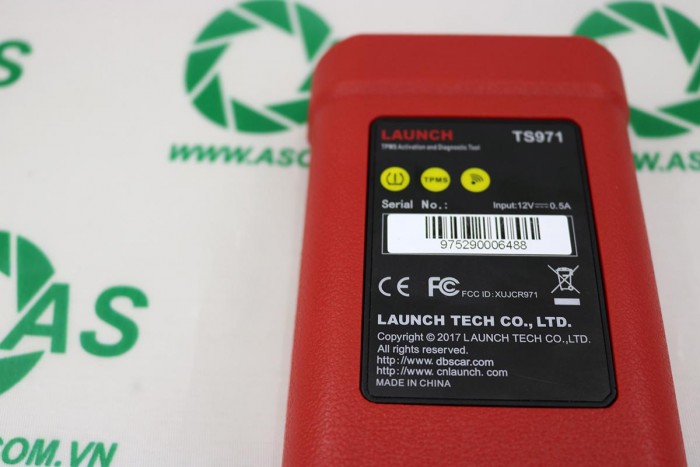 S
WWW.ASC
AS
COM.VN
LAUNCH TS971
TPMS Activation and Diagnostic Tool
TPMS
Serial No.: Input:12V⎓0.5A
975290006488
CE FC FCC ID: XUJCR971
LAUNCH TECH CO., LTD.
Copyright © 2017 LAUNCH TECH CO.,LTD.
All rights reserved.
http://www. dbscar.com
http://www. cnlaunch. com
MADE IN CHINA